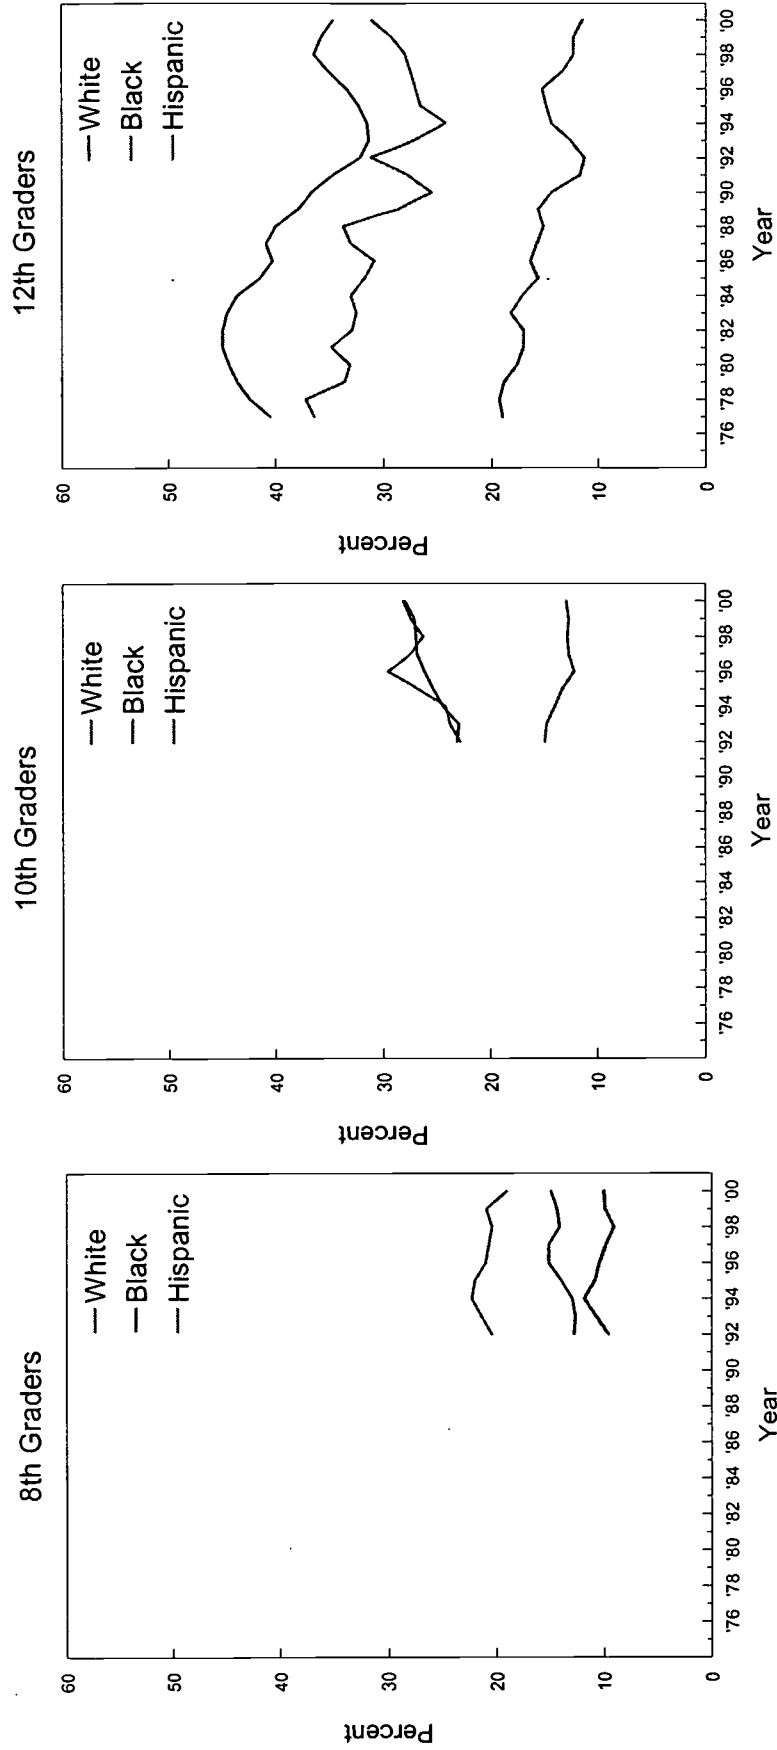 8th Graders
White
Black
Hispanic
60
50
40
30
20
10
0
Percent
'76 '78 '80 '82 '84 '86 '88 '90 '92 '94 '96 '98 '00
Year
10th Graders
White
Black
Hispanic
60
50
40
30
20
10
0
Percent
'76 '78 '80 '82 '84 '86 '88 '90 '92 '94 '96 '98 '00
Year
12th Graders
White
Black
Hispanic
60
50
40
30
20
10
0
Percent
'76 '78 '80 '82 '84 '86 '88 '90 '92 '94 '96 '98 '00
Year